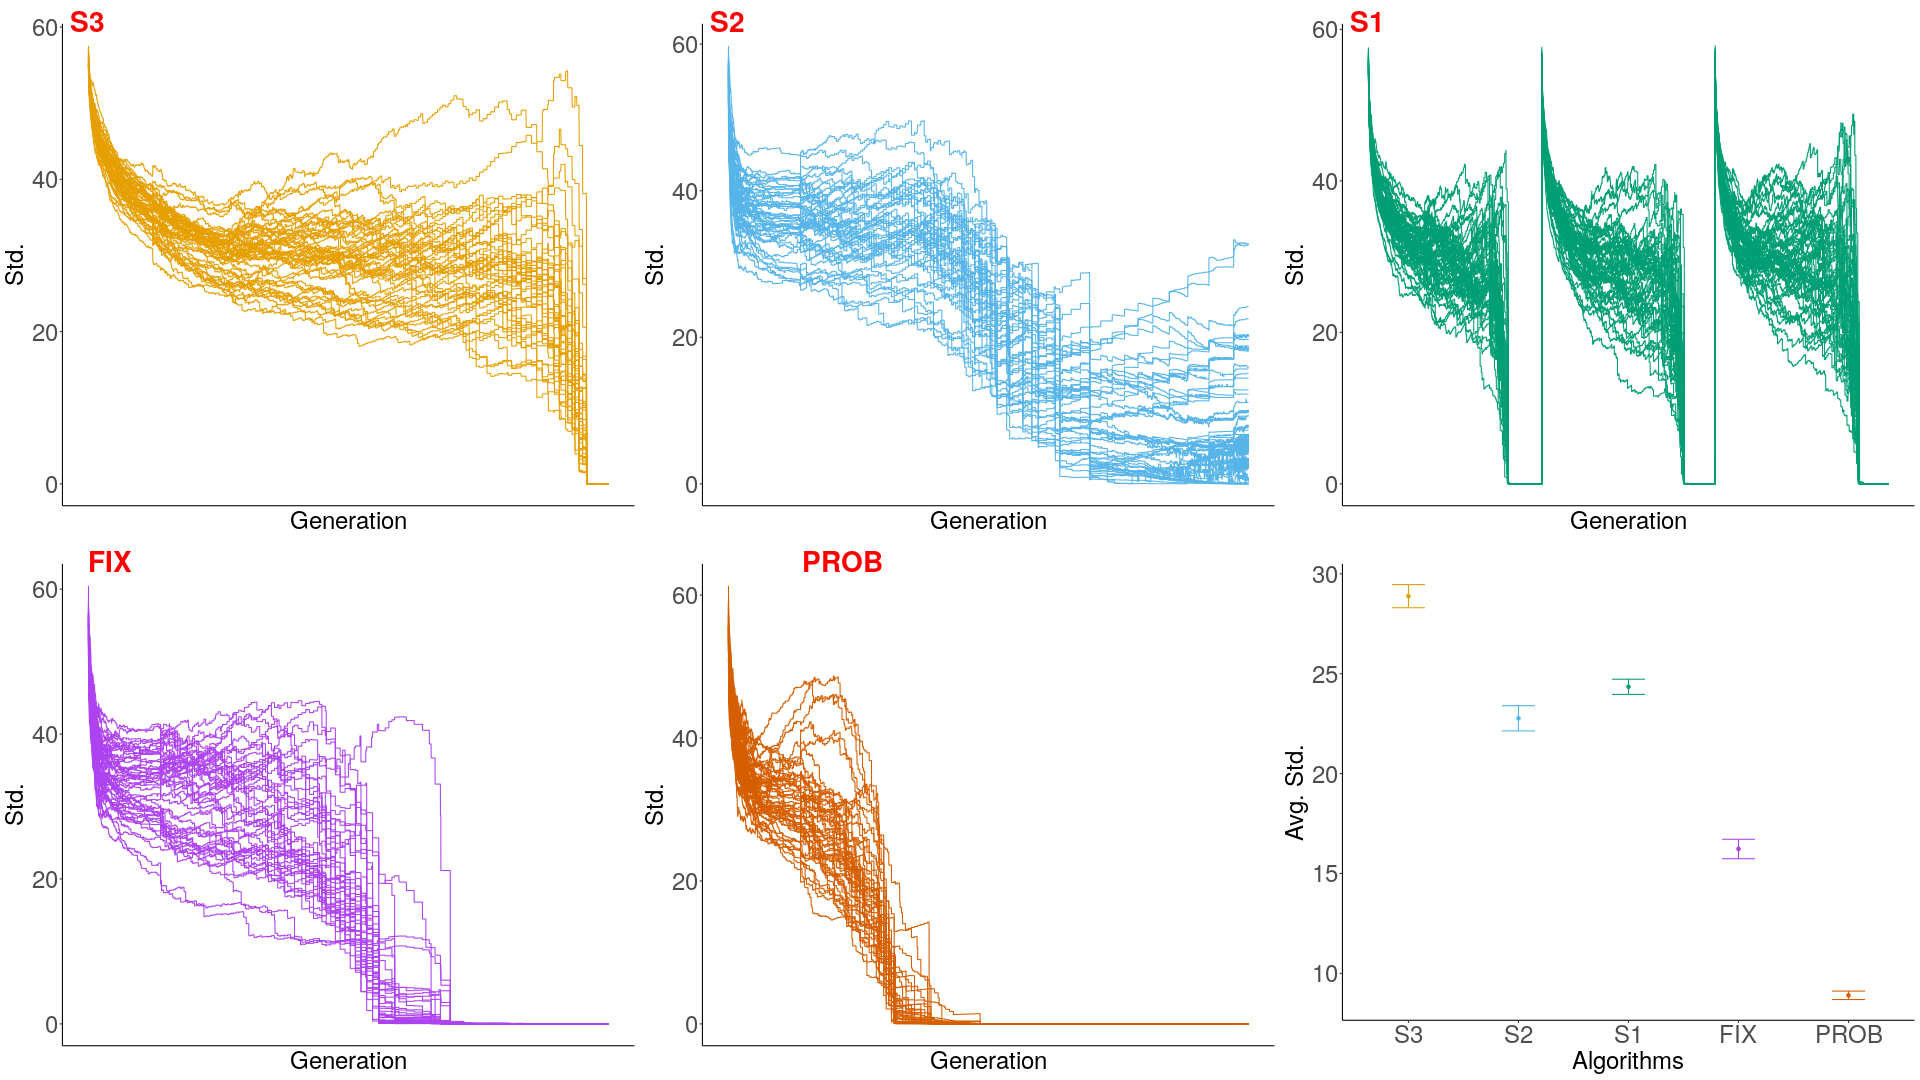 S3
60
40
20
0
Std.
Generation
S2
60
40
20
0
Std.
Generation
S1
60
40
20
0
Std.
Generation
FIX
60
40
20
0
Std.
Generation
PROB
60
40
20
0
Std.
Generation
30
25
20
15
10
Avg. Std.
S3 S2 S1 FIX PROB
Algorithms